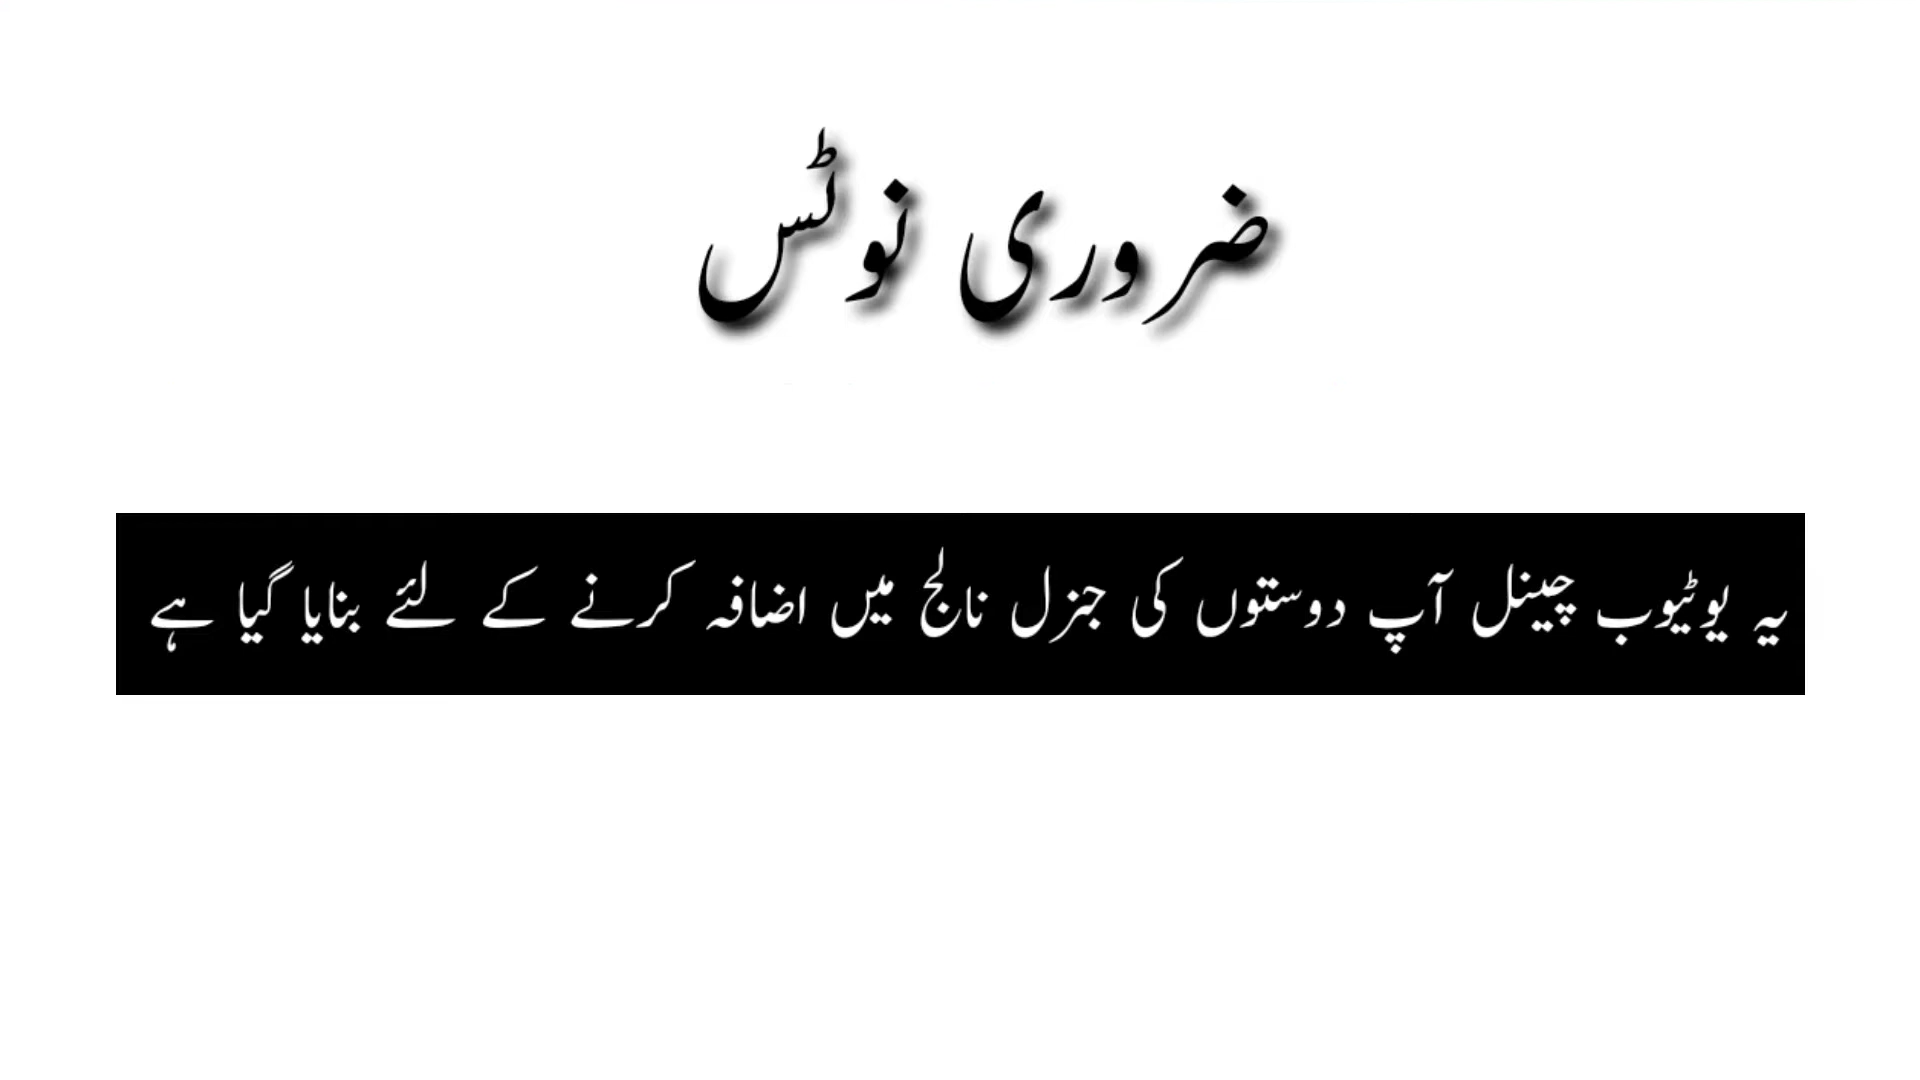 ضروری نوٹس
یہ یوٹیوب چینل آپ دوستوں کی جنرل نالج میں اضافہ کرنے کے لئے بنایا گیا ہے